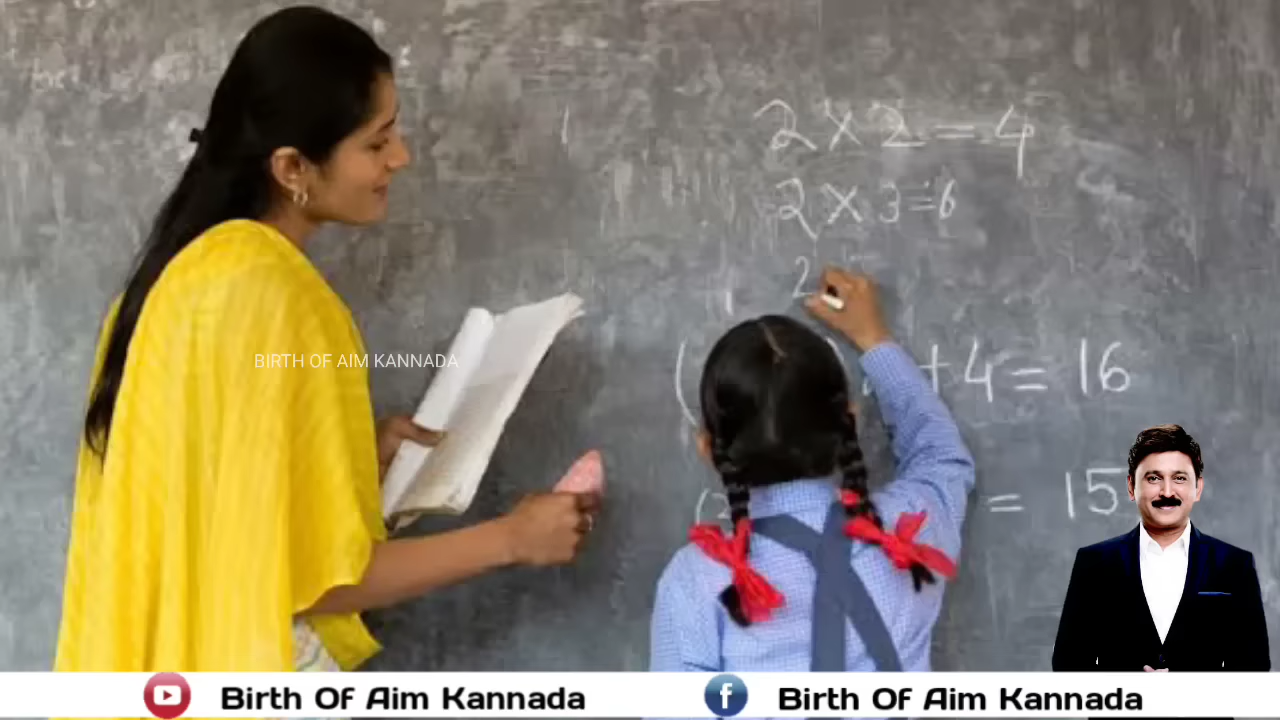 2 × 2 = 4
2 × 3 = 6
2
+ 4 = 16
BIRTH OF AIM KANNADA
= 15
Birth Of Aim Kannada
Birth Of Aim Kannada